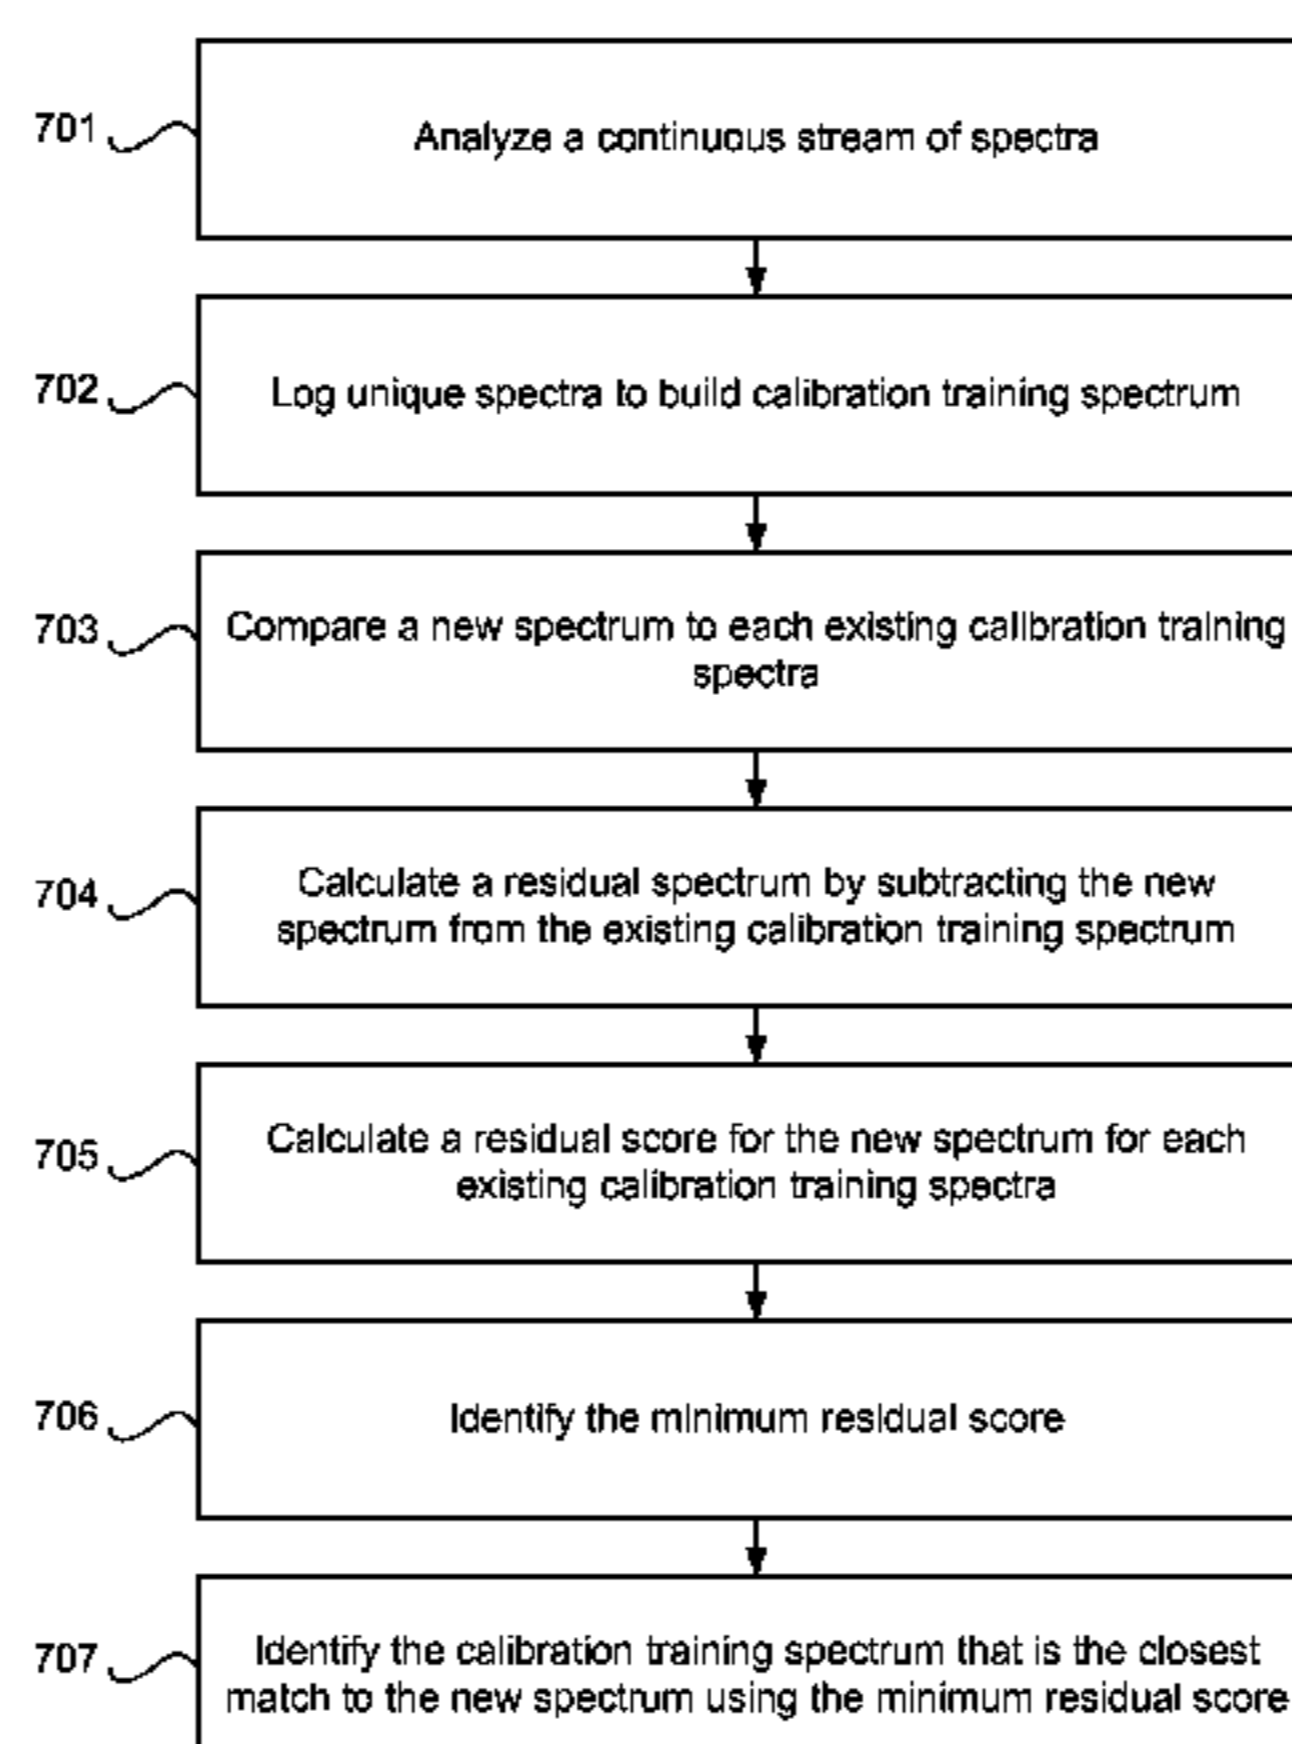 701
Analyze a continuous stream of spectra
702
Log unique spectra to build calibration training spectrum
703
Compare a new spectrum to each existing calibration training
spectra
704
Calculate a residual spectrum by subtracting the new
spectrum from the existing calibration training spectrum
705
Calculate a residual score for the new spectrum for each
existing calibration training spectra
706
Identify the minimum residual score
707
Identify the calibration training spectrum that is the closest
match to the new spectrum using the minimum residual score